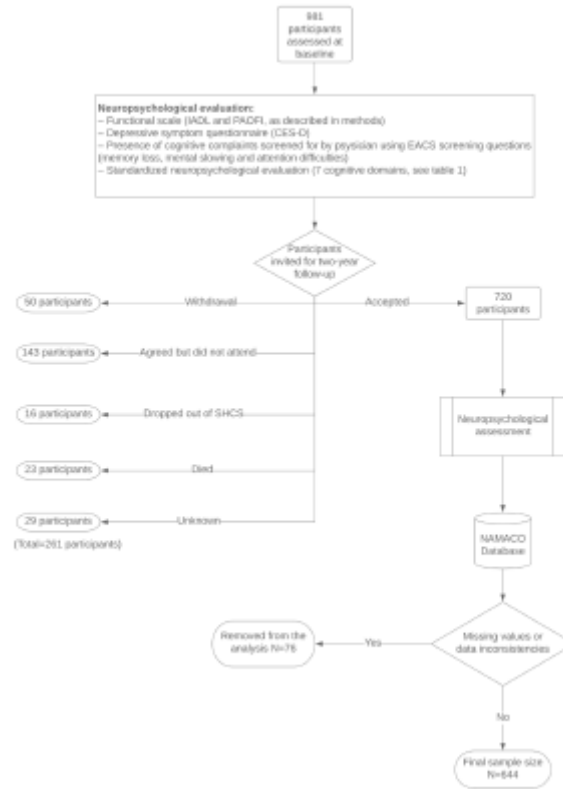 981
participants
assessed at
baseline
Neuropsychological evaluation:
– Functional scale (IADL and PAOFI, as described in methods)
– Depressive symptom questionnaire (CES-D)
– Presence of cognitive complaints screened for by psysician using EACS screening questions
(memory loss, mental slowing and attention difficulties)
– Standardized neuropsychological evaluation (7 cognitive domains, see table 1)
Participants
invited for two-year
follow-up
50 participants
Withdrawal
Accepted
720
participants
143 participants
Agreed but did not attend
16 participants
Dropped out of SHCS
Neuropsychological
assessment
23 participants
Died
29 participants
Unknown
(Total=261 participants)
NAMACO
Database
Removed from the
analysis N=76
Yes
Missing values or
data inconsistencies
No
Final sample size
N=644